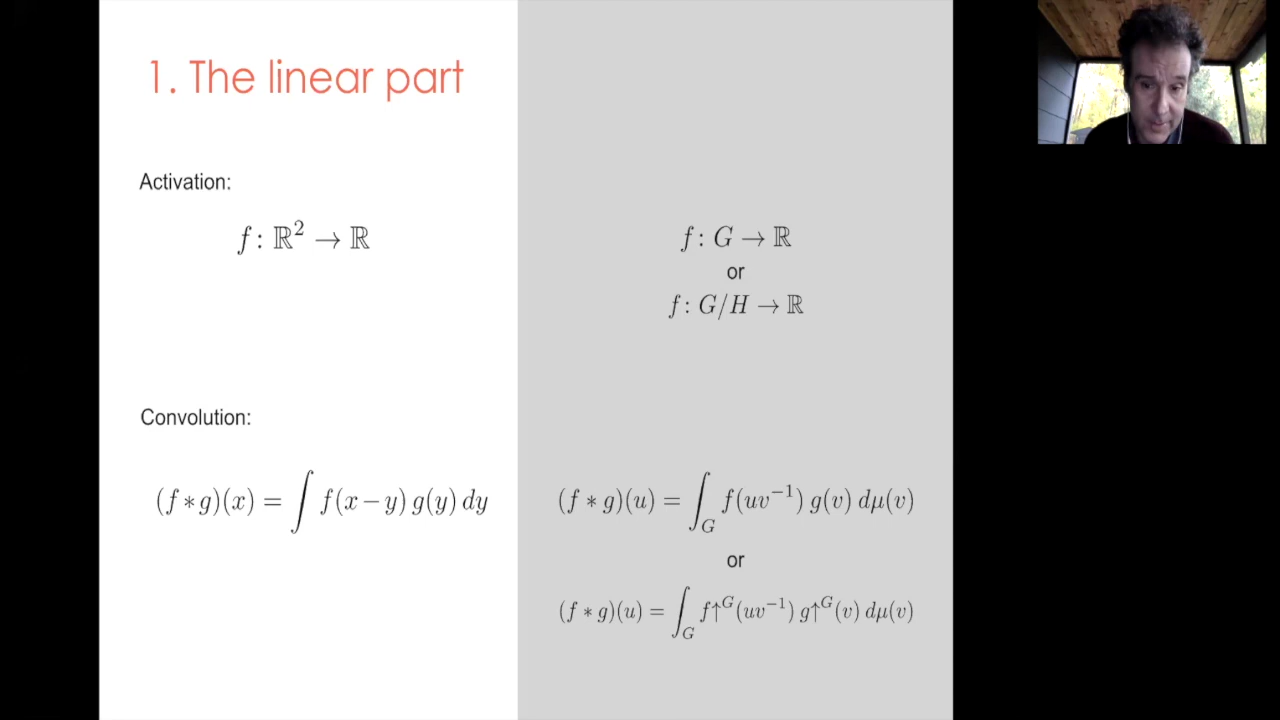 1. The linear part
Activation:
f: ℝ² → ℝ
f: G → ℝ
or
f: G/H → ℝ
Convolution:
(f ∗ g)(x) = ∫ f(x − y) g(y) dy
(f ∗ g)(u) = ∫_G f(uv⁻¹) g(v) dμ(v)
or
(f ∗ g)(u) = ∫_G f↑ᴳ(uv⁻¹) g↑ᴳ(v) dμ(v)